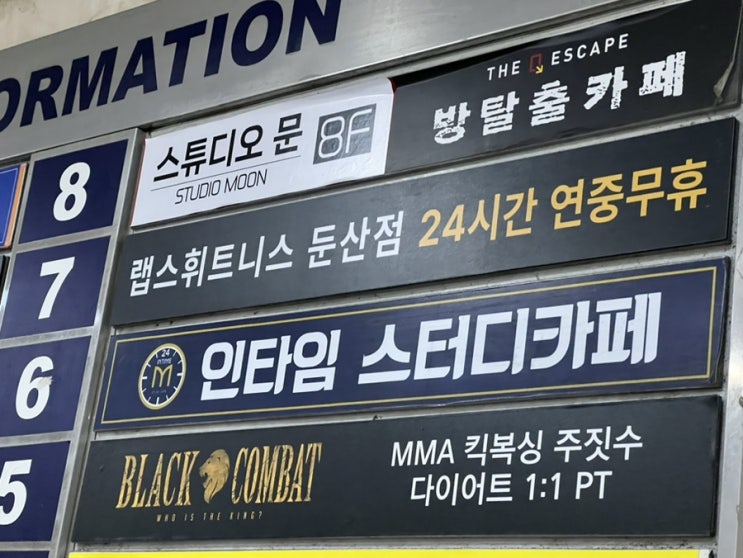 ORMATION
8
스튜디오 문 8F
STUDIO MOON
THE ESCAPE
방탈출카페
7
랩스휘트니스 둔산점 24시간 연중무휴
6
24
INTIME
M
인타임 스터디카페
5
BLACK COMBAT
WHO IS THE KING?
MMA 킥복싱 주짓수
다이어트 1:1 PT